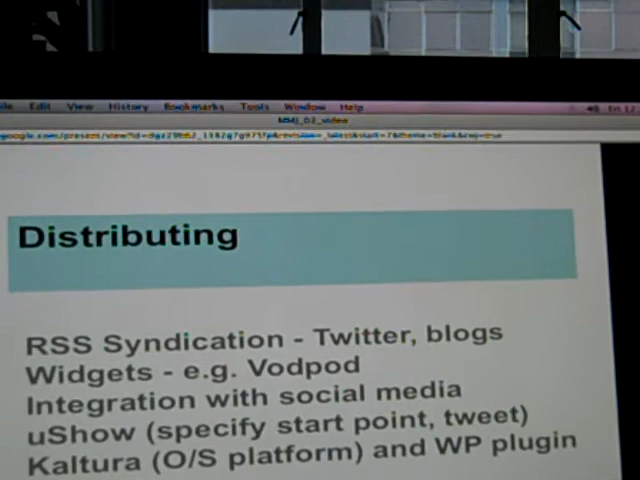 Edit View History Bookmarks Tools Window Help
Distributing
RSS Syndication - Twitter, blogs
Widgets - e.g. Vodpod
Integration with social media
uShow (specify start point, tweet)
Kaltura (O/S platform) and WP plugin